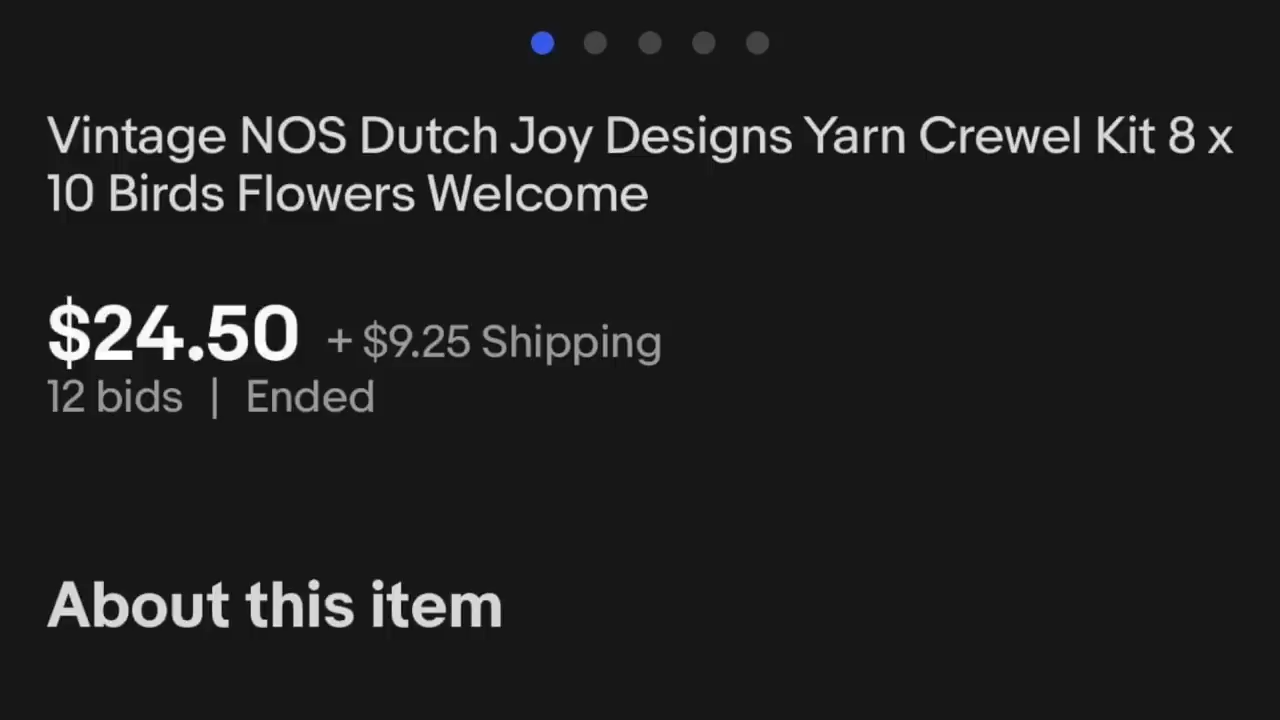 Vintage NOS Dutch Joy Designs Yarn Crewel Kit 8 x
10 Birds Flowers Welcome
$24.50 + $9.25 Shipping
12 bids | Ended
About this item